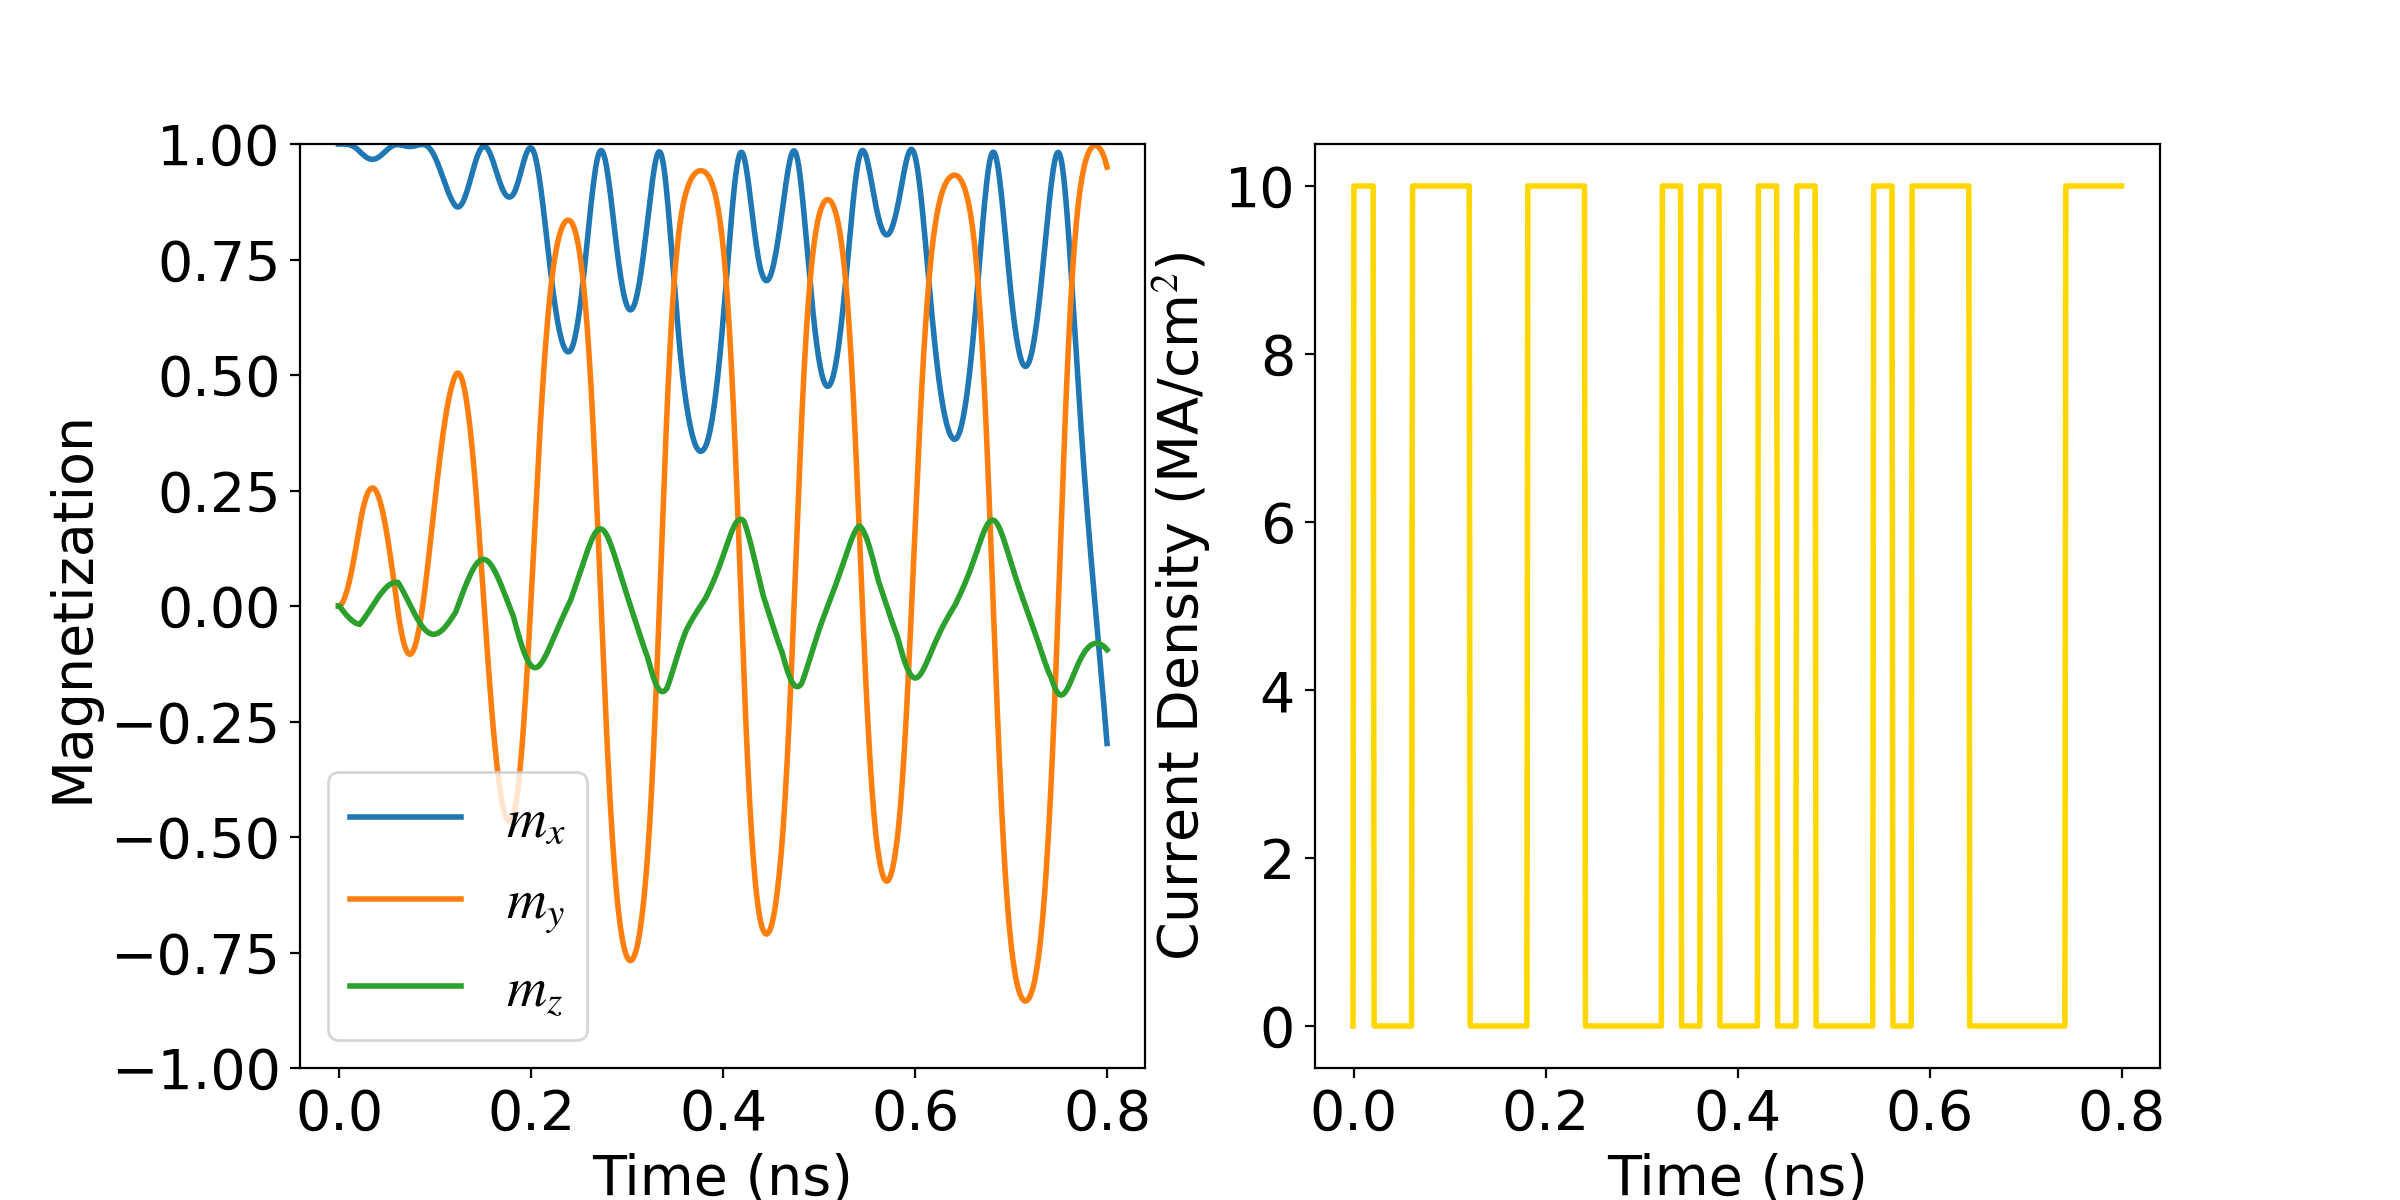 Magnetization
1.00
0.75
0.50
0.25
0.00
−0.25
−0.50
−0.75
−1.00
0.0 0.2 0.4 0.6 0.8
Time (ns)
m_x
m_y
m_z
Current Density (MA/cm²)
10
8
6
4
2
0
0.0 0.2 0.4 0.6 0.8
Time (ns)